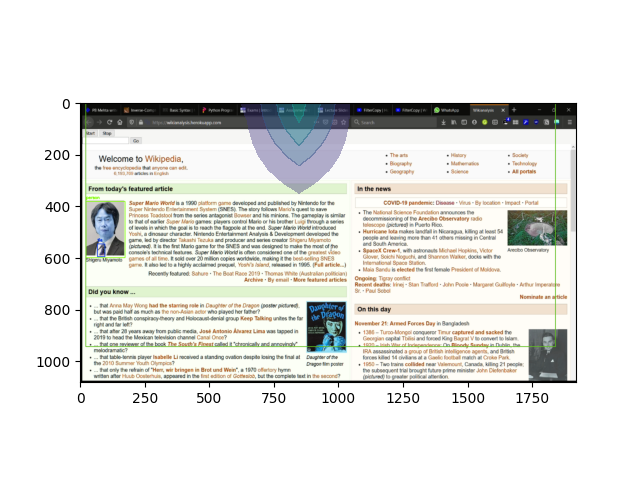 0
200
400
600
800
1000
0
250
500
750
1000
1250
1500
1750
https://wikianalysis.herokuapp.com
Search
WhatsApp
Wikianalysis
Start
Stop
Go
Welcome to Wikipedia,
the free encyclopedia that anyone can edit.
articles in English
• The arts
• Biography
• Geography
• History
• Mathematics
• Science
• Society
• Technology
• All portals
From today's featured article
Shigeru Miyamoto
Super Mario World is a 1990 platform game developed and published by Nintendo for the
Super Nintendo Entertainment System (SNES). The story follows Mario's quest to save
Princess Toadstool from the series antagonist Bowser and his minions. The gameplay is similar
to that of earlier Super Mario games: players control Mario or his brother Luigi through a series
of levels in which the goal is to reach the flagpole at the end. Super Mario World introduced
Yoshi, a dinosaur character. Nintendo Entertainment Analysis & Development developed the
game, led by director Takashi Tezuka and producer and series creator Shigeru Miyamoto
(pictured). It is the first Mario game for the SNES and was designed to make the most of the
console's technical features. Super Mario World is often considered one of the greatest video
games of all time. It sold over 20 million copies worldwide, making it the best-selling SNES
game. It also led to a highly acclaimed prequel, Yoshi's Island, released in 1995. (Full article...)
Recently featured: Sahure · The Boat Race 2019 · Thomas White (Australian politician)
Archive · By email · More featured articles
Did you know ...
• ... that Anna May Wong had the starring role in Daughter of the Dragon (poster pictured),
but was paid half as much as the non-Asian actor who played her father?
• ... that the British conspiracy-theory and Holocaust-denial group Keep Talking unites the far
right and far left?
• ... that after 28 years away from public media, José Antonio Álvarez Lima was tapped in
2019 to head the Mexican television channel Canal Once?
• ... that one reviewer of the book The South's Finest called it "chronically and annoyingly"
melodramatic?
• ... that table-tennis player Isabelle Li received a standing ovation despite losing the final at
the 2010 Summer Youth Olympics?
• ... that only the refrain of "Herr, wir bringen in Brot und Wein", a 1970 offertory hymn
written after Huub Oosterhuis, appeared in the first edition of Gotteslob, but the complete text in the second?
Daughter of the
Dragon film poster
In the news
COVID-19 pandemic: Disease · Virus · By location · Impact · Portal
• The National Science Foundation announces the
decommissioning of the Arecibo Observatory radio
telescope (pictured) in Puerto Rico.
• Hurricane Iota makes landfall in Nicaragua, killing at least 54
people and leaving more than 41 others missing in Central
and South America.
• SpaceX Crew-1, with astronauts Michael Hopkins, Victor
Glover, Soichi Noguchi, and Shannon Walker, docks with the
International Space Station.
• Maia Sandu is elected the first female President of Moldova.
Arecibo Observatory
Ongoing: Tigray conflict
Recent deaths: Irraj · Stan Trafford · John Poole · Margaret Guilfoyle · Arthur Imperatore
Sr. · Paul Sobol
Nominate an article
On this day
November 21: Armed Forces Day in Bangladesh
• 1386 – Turco-Mongol conqueror Timur captured and sacked the
Georgian capital Tbilisi and forced King Bagrat V to convert to Islam.
• 1920 – Irish War of Independence: On Bloody Sunday in Dublin, the
IRA assassinated a group of British intelligence agents, and British
forces killed 14 civilians at a Gaelic football match at Croke Park.
• 1950 – Two trains collided near Valemount, Canada, killing 21 people;
the subsequent trial brought future prime minister John Diefenbaker
(pictured) to greater political attention.